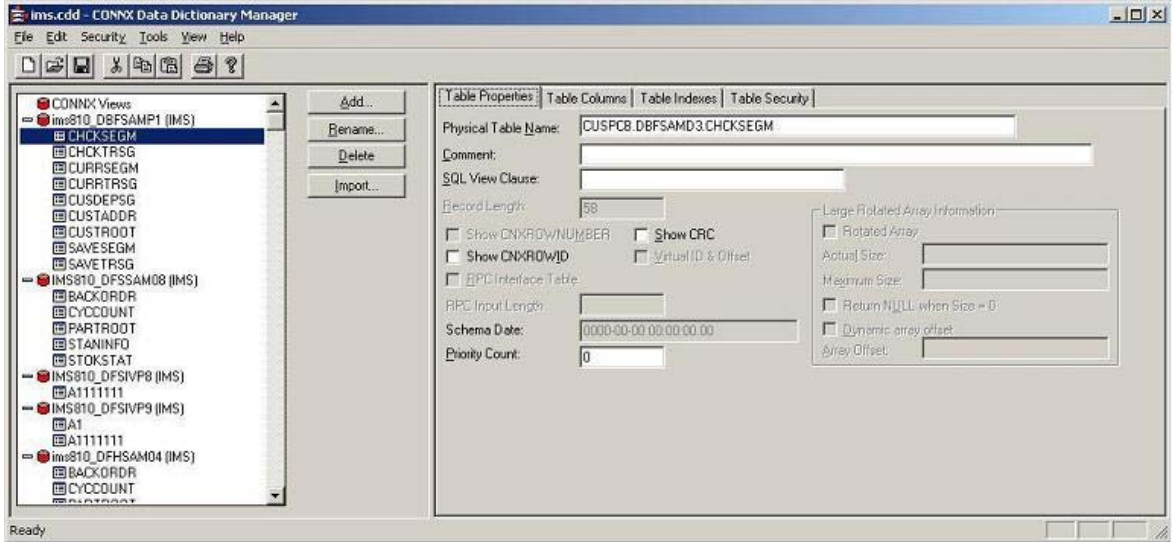 ims.cdd - CONNX Data Dictionary Manager
File Edit Security Tools View Help
CONNX Views
ims810_DBFSAMP1 (IMS)
CHCKSEGM
CHCKTRSG
CURRSEGM
CURRTRSG
CUSDEPSG
CUSTADDR
CUSTROOT
SAVESEGM
SAVETRSG
IMS810_DFSSAM08 (IMS)
BACKORDR
CYCCOUNT
PARTROOT
STANINFO
STOKSTAT
IMS810_DFSIVP8 (IMS)
A1111111
IMS810_DFSIVP9 (IMS)
A1
A1111111
ims810_DFHSAM04 (IMS)
BACKORDR
CYCCOUNT
Add...
Rename...
Delete
Import...
Table Properties Table Columns Table Indexes Table Security
Physical Table Name: CUSPCB.DBFSAMD3.CHCKSEGM
Comment:
SQL View Clause:
Record Length: 58
Show CNXROWNUMBER Show CRC
Show CNXROWID Virtual ID & Offset
RPC Interface Table
RPC Input Length
Schema Date: 0000-00-00 00:00:00.00
Priority Count: 0
Large Rotated Array Information
Rotated Array
Actual Size:
Maximum Size:
Return NULL when Size = 0
Dynamic array offset
Array Offset:
Ready